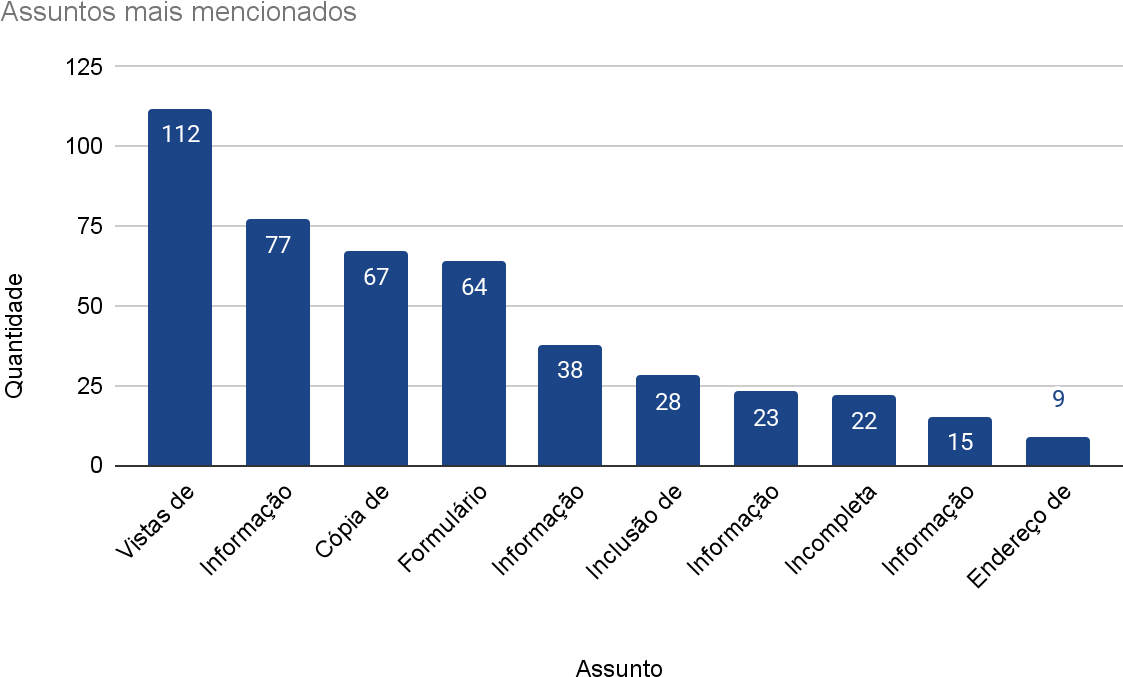 Assuntos mais mencionados
Quantidade
125
100
75
50
25
0
112
77
67
64
38
28
23
22
15
9
Vistas de
Informação
Cópia de
Formulário
Informação
Inclusão de
Informação
Incompleta
Informação
Endereço de
Assunto